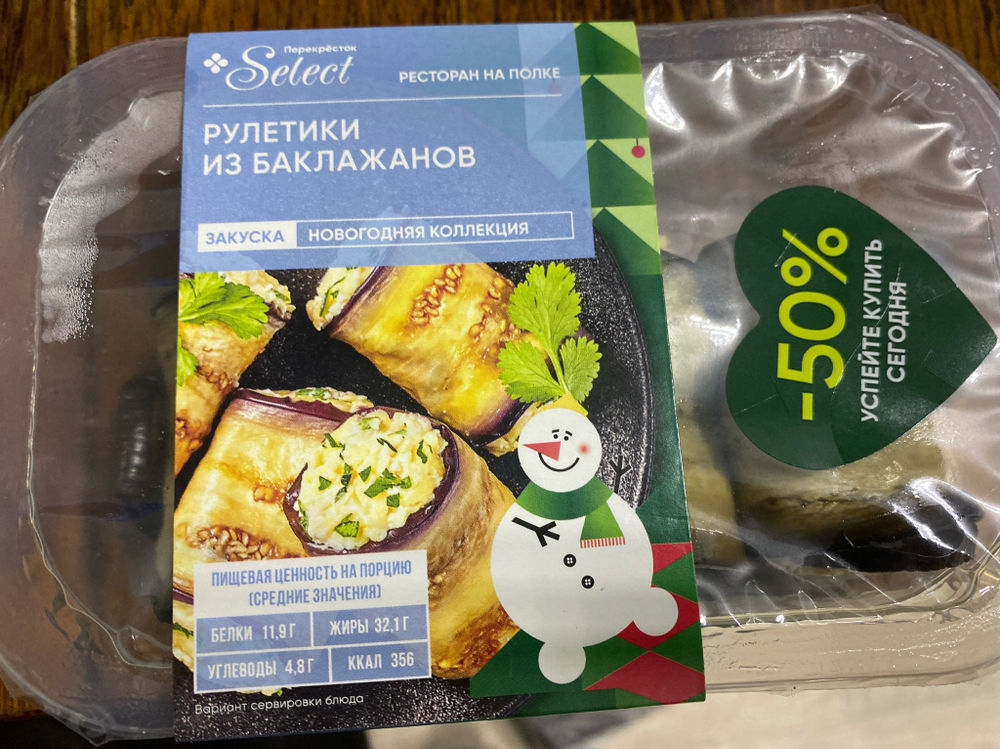 Перекрёсток
Select
РЕСТОРАН НА ПОЛКЕ
РУЛЕТИКИ
ИЗ БАКЛАЖАНОВ
ЗАКУСКА НОВОГОДНЯЯ КОЛЛЕКЦИЯ
-50%
УСПЕЙТЕ КУПИТЬ
СЕГОДНЯ
ПИЩЕВАЯ ЦЕННОСТЬ НА ПОРЦИЮ
(СРЕДНИЕ ЗНАЧЕНИЯ)
БЕЛКИ 11,9 Г ЖИРЫ 32,1 Г
УГЛЕВОДЫ 4,8 Г ККАЛ 356
Вариант сервировки блюда